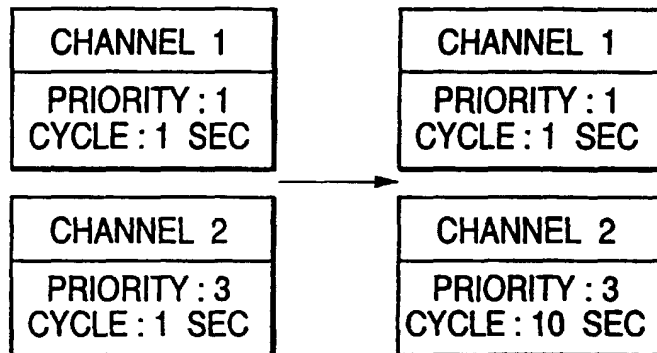 CHANNEL 1
PRIORITY : 1
CYCLE : 1 SEC
CHANNEL 2
PRIORITY : 3
CYCLE : 1 SEC
CHANNEL 1
PRIORITY : 1
CYCLE : 1 SEC
CHANNEL 2
PRIORITY : 3
CYCLE : 10 SEC